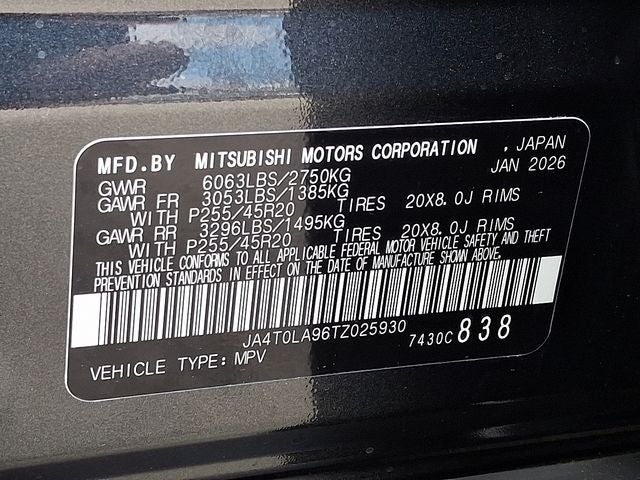 MFD.BY MITSUBISHI MOTORS CORPORATION , JAPAN
JAN 2026
GVWR 6063LBS/2750KG
GAWR FR 3053LBS/1385KG
WITH P255/45R20 TIRES 20X8.0J RIMS
GAWR RR 3296LBS/1495KG
WITH P255/45R20 TIRES 20X8.0J RIMS
THIS VEHICLE CONFORMS TO ALL APPLICABLE FEDERAL MOTOR VEHICLE SAFETY AND THEFT
PREVENTION STANDARDS IN EFFECT ON THE DATE OF MANUFACTURE SHOWN ABOVE.
JA4T0LA96TZ025930
7430C 838
VEHICLE TYPE: MPV